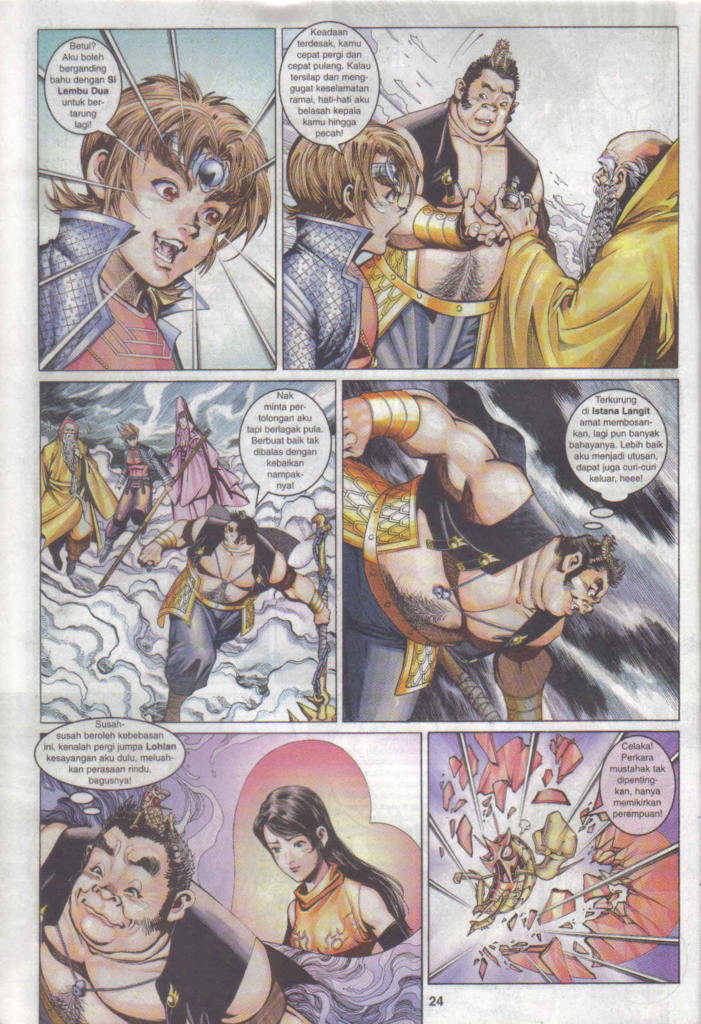 Betul?
Aku boleh
berganding
bahu dengan Si
Lembu Dua
untuk ber-
tarung
lagi!
Keadaan
terdesak, kamu
cepat pergi dan
cepat pulang. Kalau
tersilap dan meng-
gugat keselamatan
ramai, hati-hati aku
belasah kepala
kamu hingga
pecah!
Nak
minta per-
tolongan aku
tapi berlagak pula.
Berbuat baik tak
dibalas dengan
kebaikan
nampak-
nya!
Terkurung
di Istana Langit
amat membosan-
kan, lagi pun banyak
bahayanya. Lebih baik
aku menjadi utusan,
dapat juga curi-curi
keluar, heee!
Susah-
susah beroleh kebebasan
ini, kenalah pergi jumpa Lohlan
kesayangan aku dulu, meluah-
kan perasaan rindu,
bagusnya!
Celaka!
Perkara
mustahak tak
dipenting-
kan, hanya
memikirkan
perempuan!
24